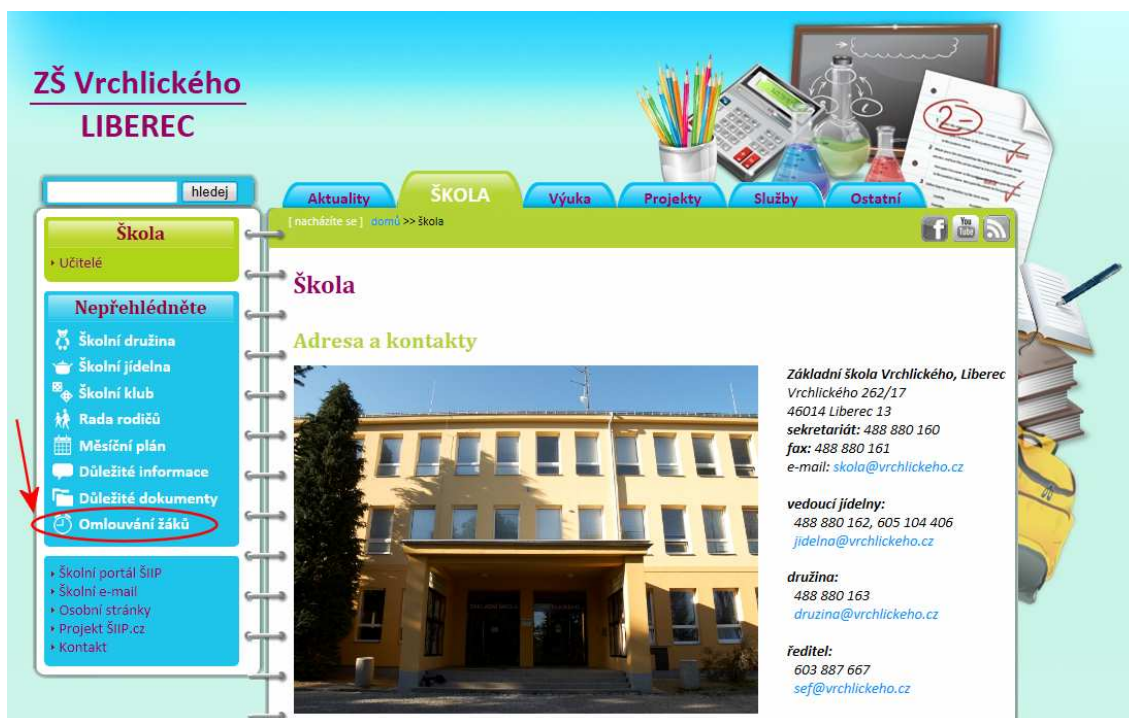 ZŠ Vrchlického
LIBEREC
2-
hledej
Aktuality
ŠKOLA
Výuka
Projekty
Služby
Ostatní
[ nacházíte se ] domů >> škola
You
Tube
Škola
Učitelé
Nepřehlédněte
Školní družina
Školní jídelna
Školní klub
Rada rodičů
Měsíční plán
Důležité informace
Důležité dokumenty
Omlouvání žáků
Školní portál ŠIIP
Školní e-mail
Osobní stránky
Projekt ŠIIP.cz
Kontakt
Škola
Adresa a kontakty
Základní škola Vrchlického, Liberec
Vrchlického 262/17
46014 Liberec 13
sekretariát: 488 880 160
fax: 488 880 161
e-mail: skola@vrchlickeho.cz
vedoucí jídelny:
488 880 162, 605 104 406
jidelna@vrchlickeho.cz
družina:
488 880 163
druzina@vrchlickeho.cz
ředitel:
603 887 667
sef@vrchlickeho.cz